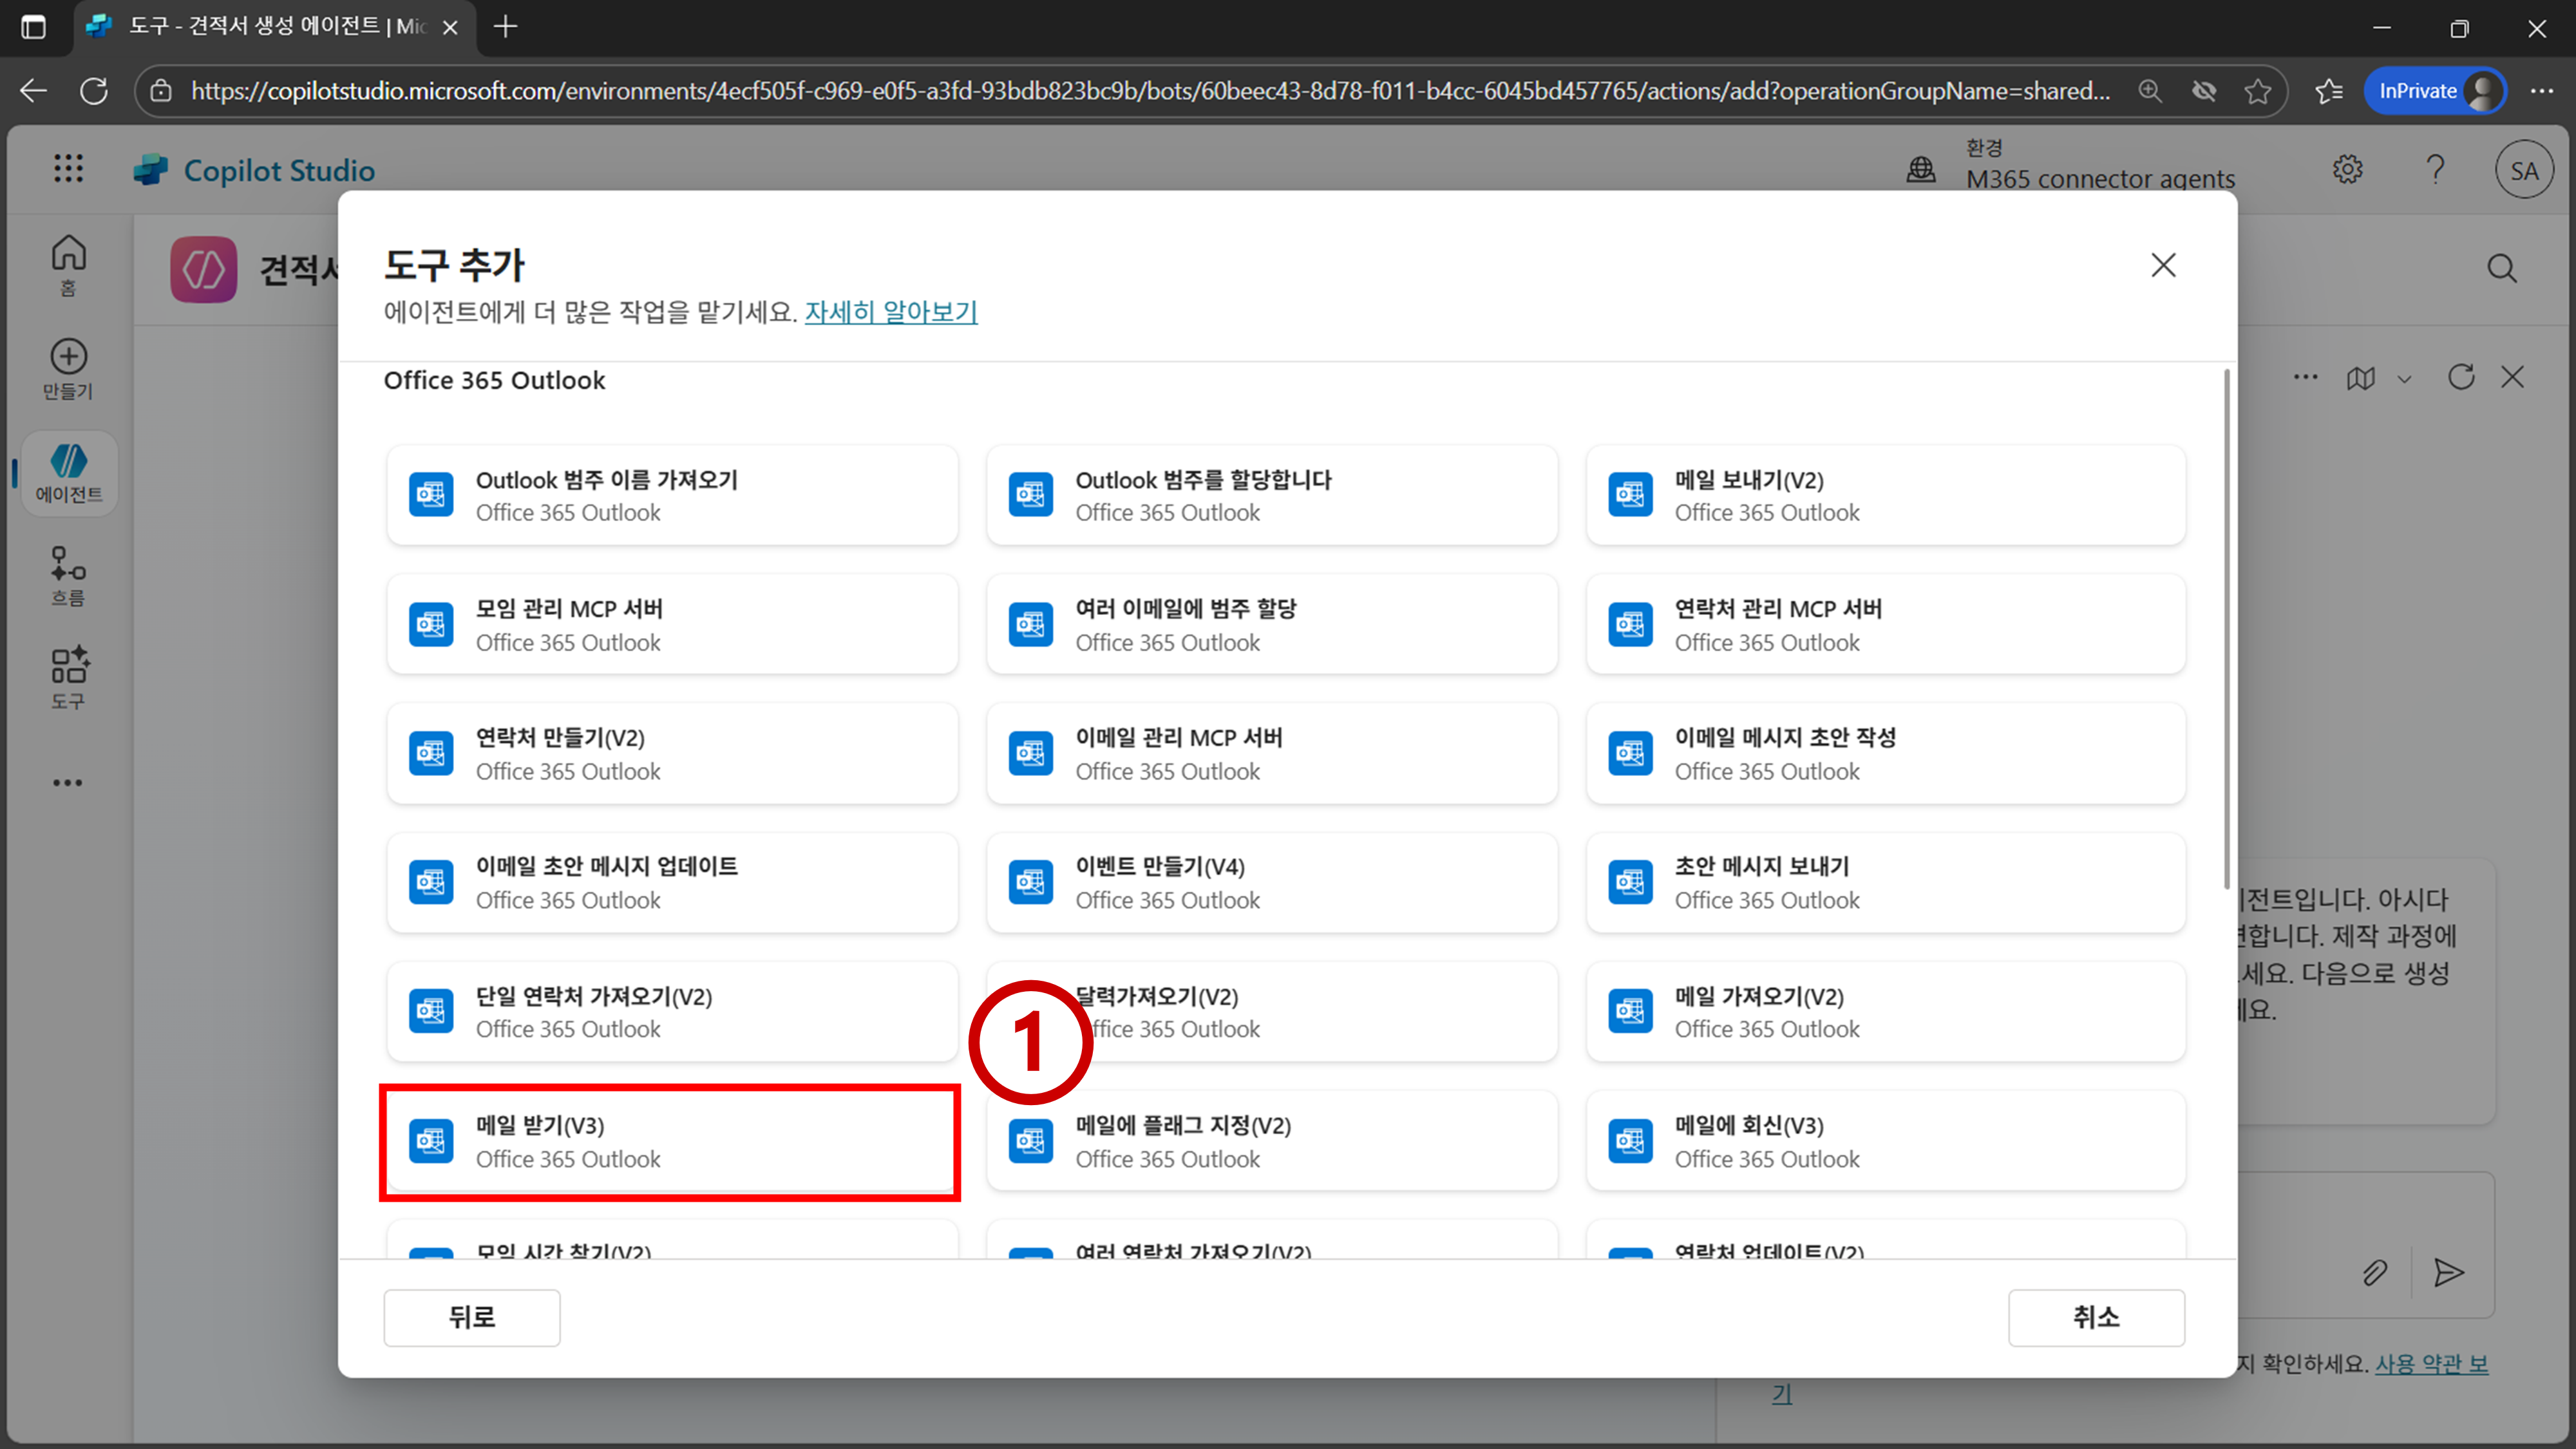 도구 - 견적서 생성 에이전트 | Mic
https://copilotstudio.microsoft.com/environments/4ecf505f-c969-e0f5-a3fd-93bdb823bc9b/bots/60beec43-8d78-f011-b4cc-6045bd457765/actions/add?operationGroupName=shared...
InPrivate
Copilot Studio
환경
M365 connector agents
SA
홈
만들기
에이전트
흐름
도구
견적서
도구 추가
에이전트에게 더 많은 작업을 맡기세요. 자세히 알아보기
Office 365 Outlook
Outlook 범주 이름 가져오기
Office 365 Outlook
Outlook 범주를 할당합니다
Office 365 Outlook
메일 보내기(V2)
Office 365 Outlook
모임 관리 MCP 서버
Office 365 Outlook
여러 이메일에 범주 할당
Office 365 Outlook
연락처 관리 MCP 서버
Office 365 Outlook
연락처 만들기(V2)
Office 365 Outlook
이메일 관리 MCP 서버
Office 365 Outlook
이메일 메시지 초안 작성
Office 365 Outlook
이메일 초안 메시지 업데이트
Office 365 Outlook
이벤트 만들기(V4)
Office 365 Outlook
초안 메시지 보내기
Office 365 Outlook
단일 연락처 가져오기(V2)
Office 365 Outlook
1
달력가져오기(V2)
Office 365 Outlook
메일 가져오기(V2)
Office 365 Outlook
메일 받기(V3)
Office 365 Outlook
메일에 플래그 지정(V2)
Office 365 Outlook
메일에 회신(V3)
Office 365 Outlook
모임 시간 찾기(V2)
여러 연락처 가져오기(V2)
연락처 업데이트(V2)
뒤로
취소
이전트입니다. 아시다
합니다. 제작 과정에
세요. 다음으로 생성
요.
지 확인하세요. 사용 약관 보
기